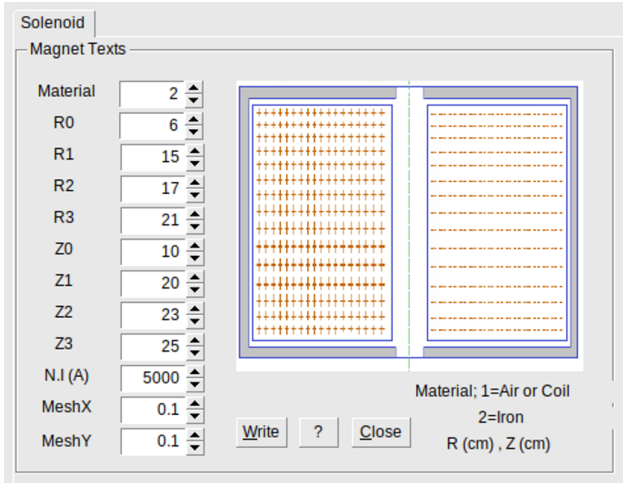 Solenoid
Magnet Texts
Material 2
R0 6
R1 15
R2 17
R3 21
Z0 10
Z1 20
Z2 23
Z3 25
N.I (A) 5000
MeshX 0.1
MeshY 0.1
Write ? Close
Material; 1=Air or Coil
2=Iron
R (cm) , Z (cm)